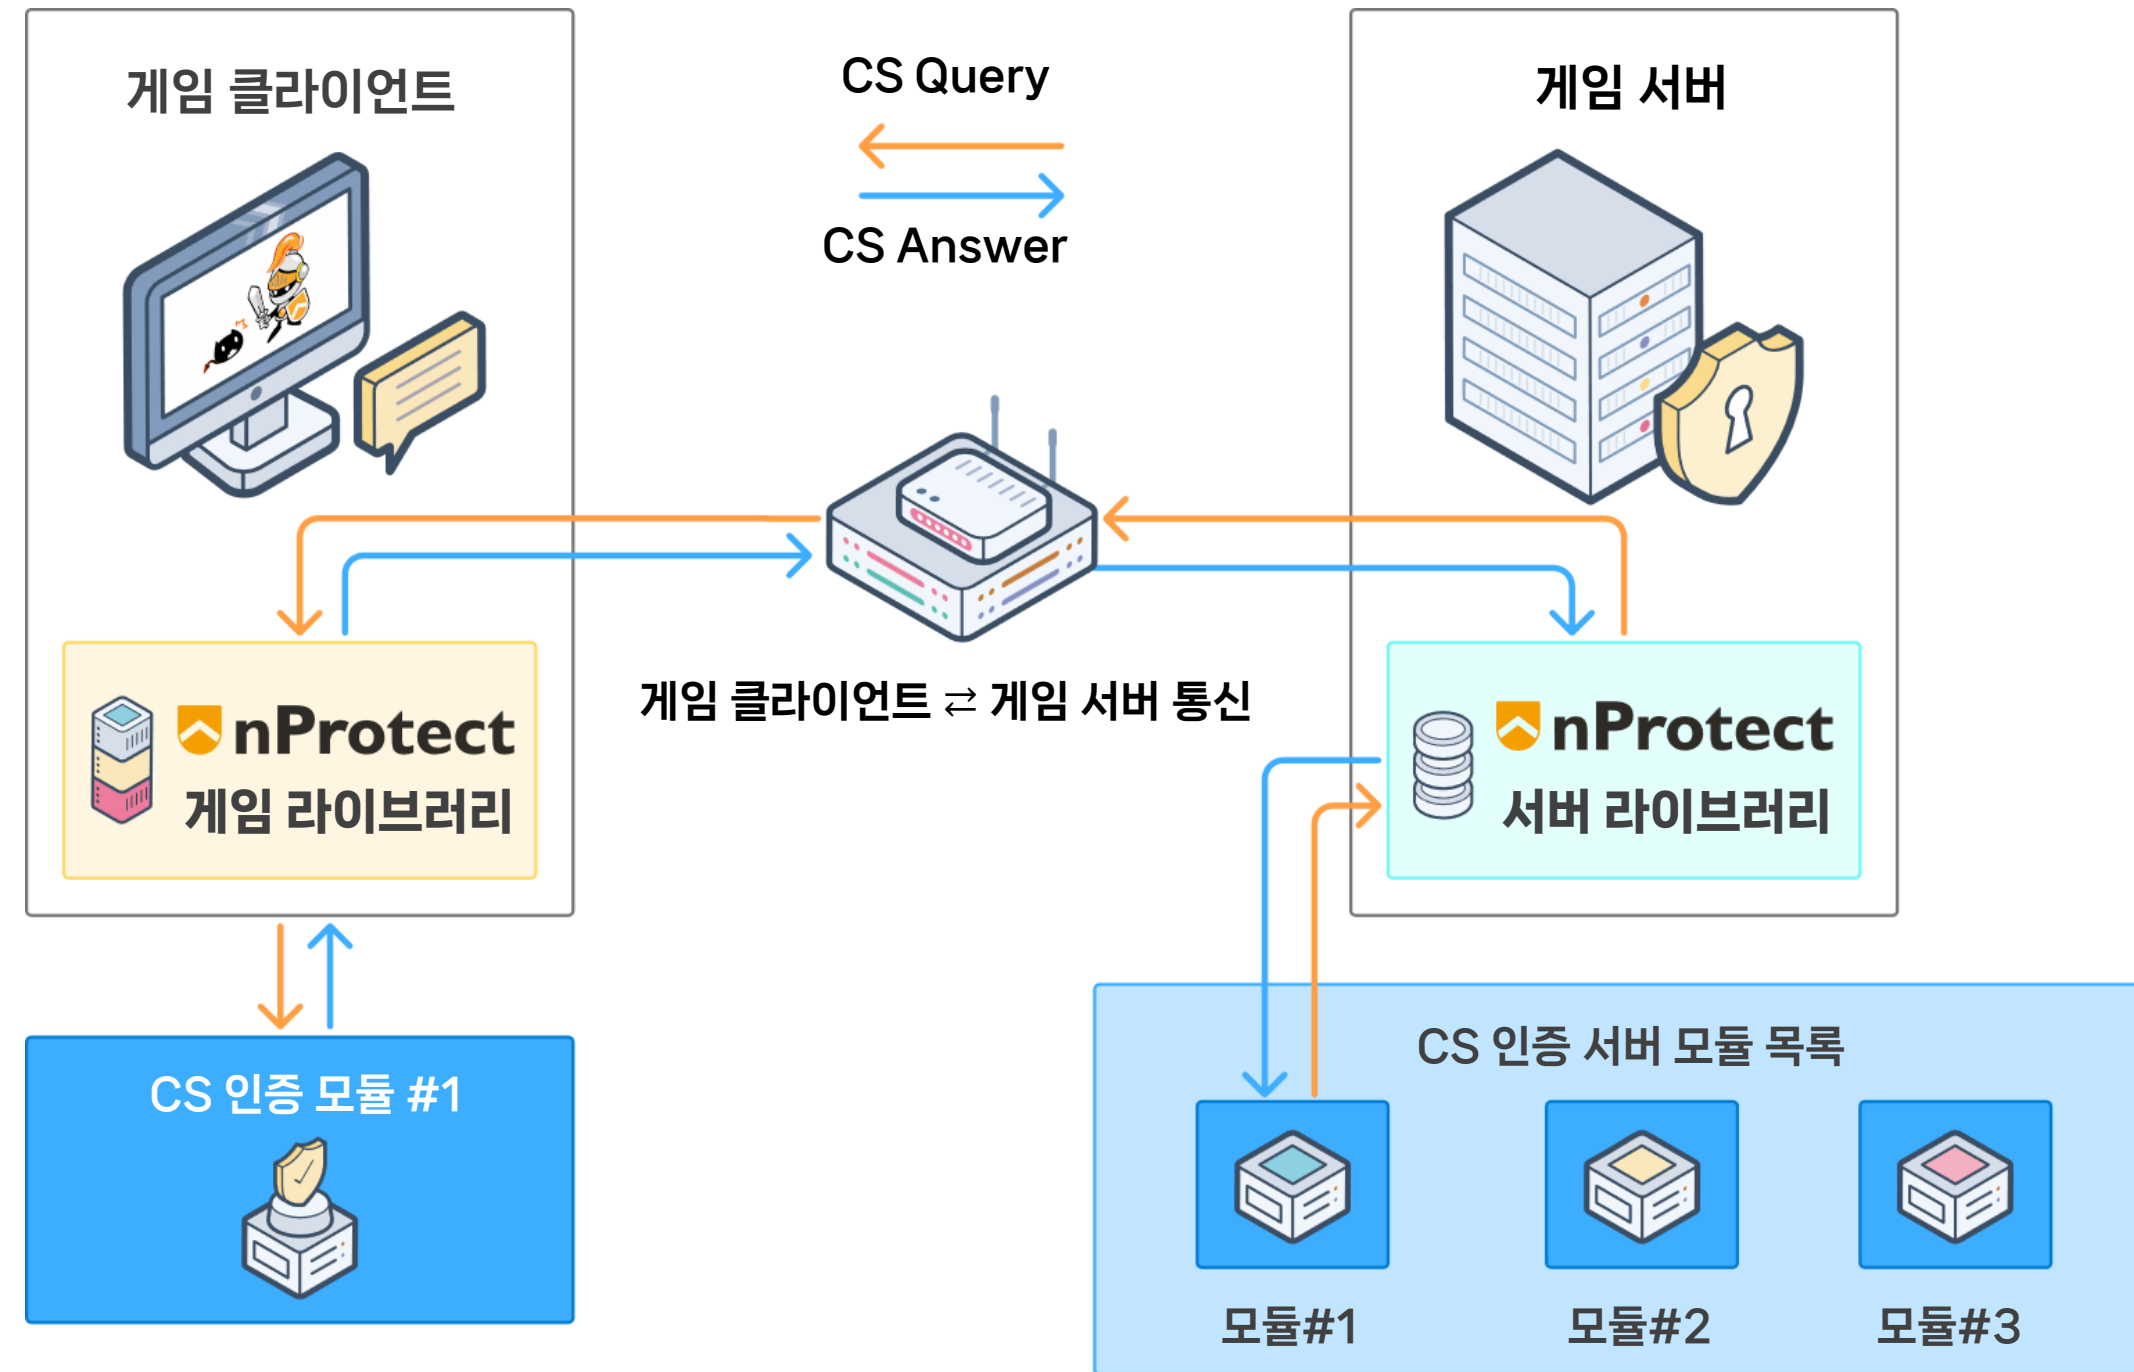 게임 클라이언트
CS Query
CS Answer
게임 서버
게임 클라이언트 ⇄ 게임 서버 통신
nProtect
게임 라이브러리
nProtect
서버 라이브러리
CS 인증 모듈 #1
CS 인증 서버 모듈 목록
모듈#1
모듈#2
모듈#3